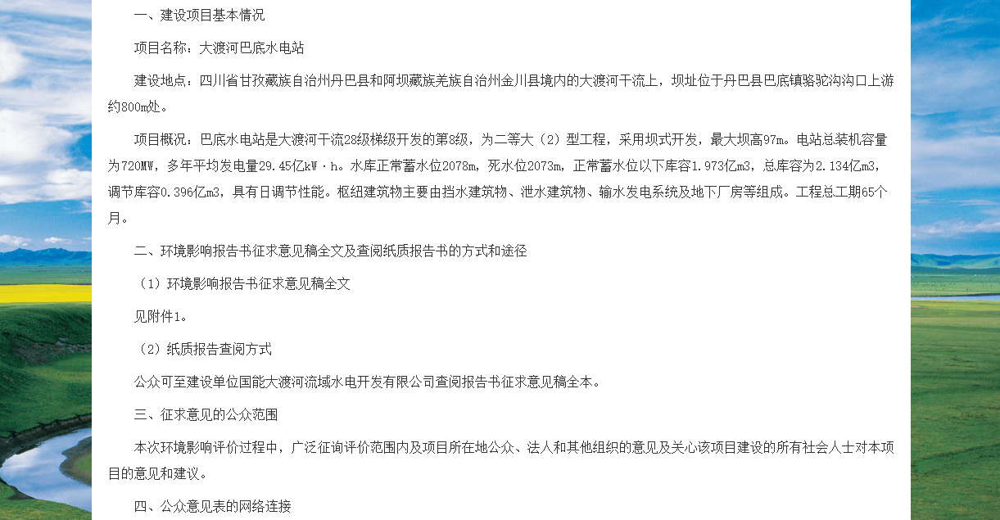 一、建设项目基本情况
项目名称：大渡河巴底水电站
建设地点：四川省甘孜藏族自治州丹巴县和阿坝藏族羌族自治州金川县境内的大渡河干流上，坝址位于丹巴县巴底镇骆驼沟沟口上游
约800m处。
项目概况：巴底水电站是大渡河干流28级梯级开发的第8级，为二等大（2）型工程，采用坝式开发，最大坝高97m。电站总装机容量
为720MW，多年平均发电量29.45亿kW·h。水库正常蓄水位2078m，死水位2073m，正常蓄水位以下库容1.973亿m3，总库容为2.134亿m3，
调节库容0.396亿m3，具有日调节性能。枢纽建筑物主要由挡水建筑物、泄水建筑物、输水发电系统及地下厂房等组成。工程总工期65个
月。
二、环境影响报告书征求意见稿全文及查阅纸质报告书的方式和途径
（1）环境影响报告书征求意见稿全文
见附件1。
（2）纸质报告查阅方式
公众可至建设单位国能大渡河流域水电开发有限公司查阅报告书征求意见稿全本。
三、征求意见的公众范围
本次环境影响评价过程中，广泛征询评价范围内及项目所在地公众、法人和其他组织的意见及关心该项目建设的所有社会人士对本项
目的意见和建议。
四、公众意见表的网络连接